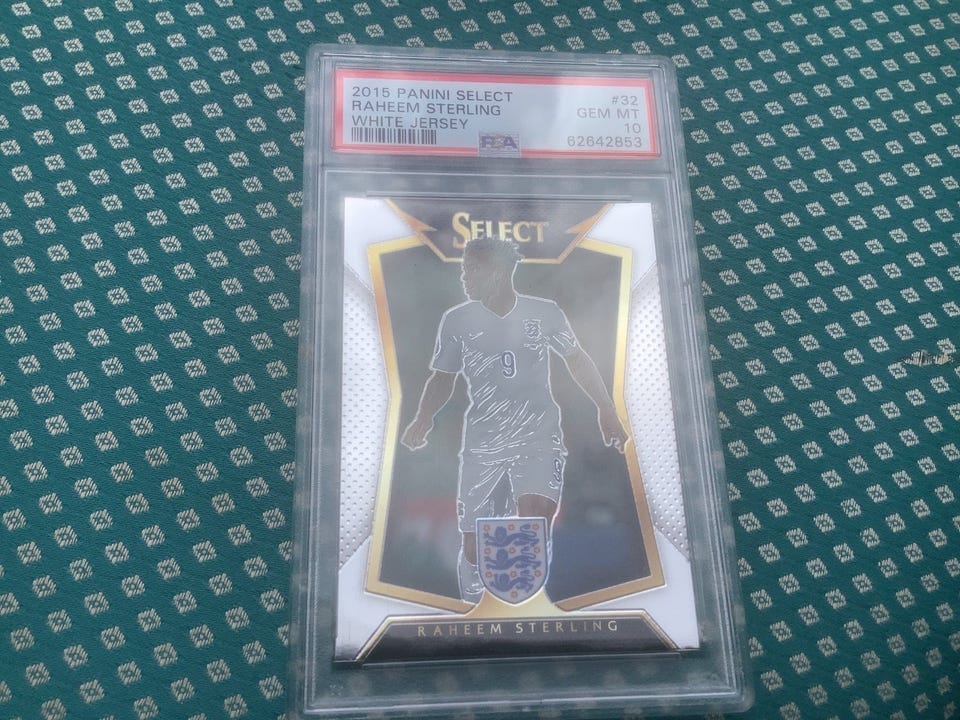 2015 PANINI SELECT
RAHEEM STERLING
WHITE JERSEY
#32
GEM MT
10
62642853
PSA
SELECT
9
RAHEEM STERLING